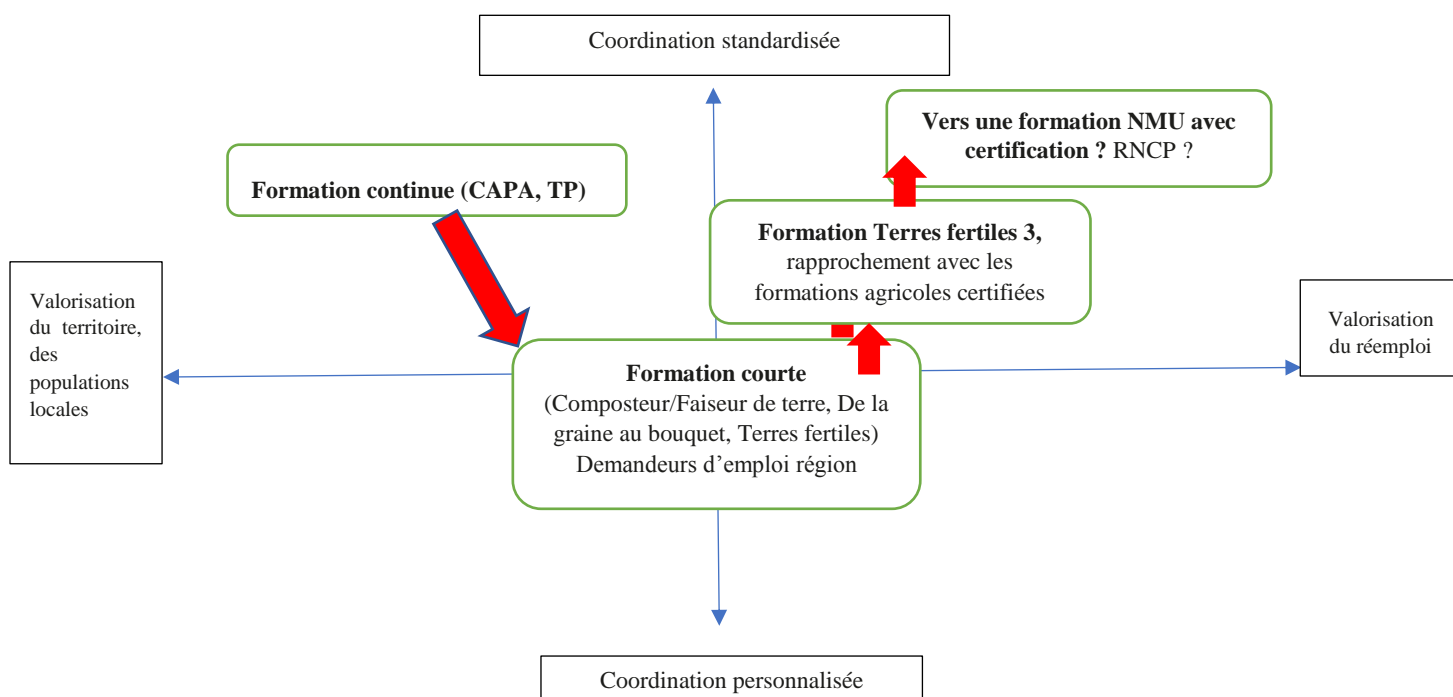 Coordination standardisée
Vers une formation NMU avec
certification ? RNCP ?
Formation continue (CAPA, TP)
Formation Terres fertiles 3,
rapprochement avec les
formations agricoles certifiées
Valorisation
du territoire,
des
populations
locales
Valorisation
du réemploi
Formation courte
(Composteur/Faiseur de terre, De la
graine au bouquet, Terres fertiles)
Demandeurs d’emploi région
Coordination personnalisée